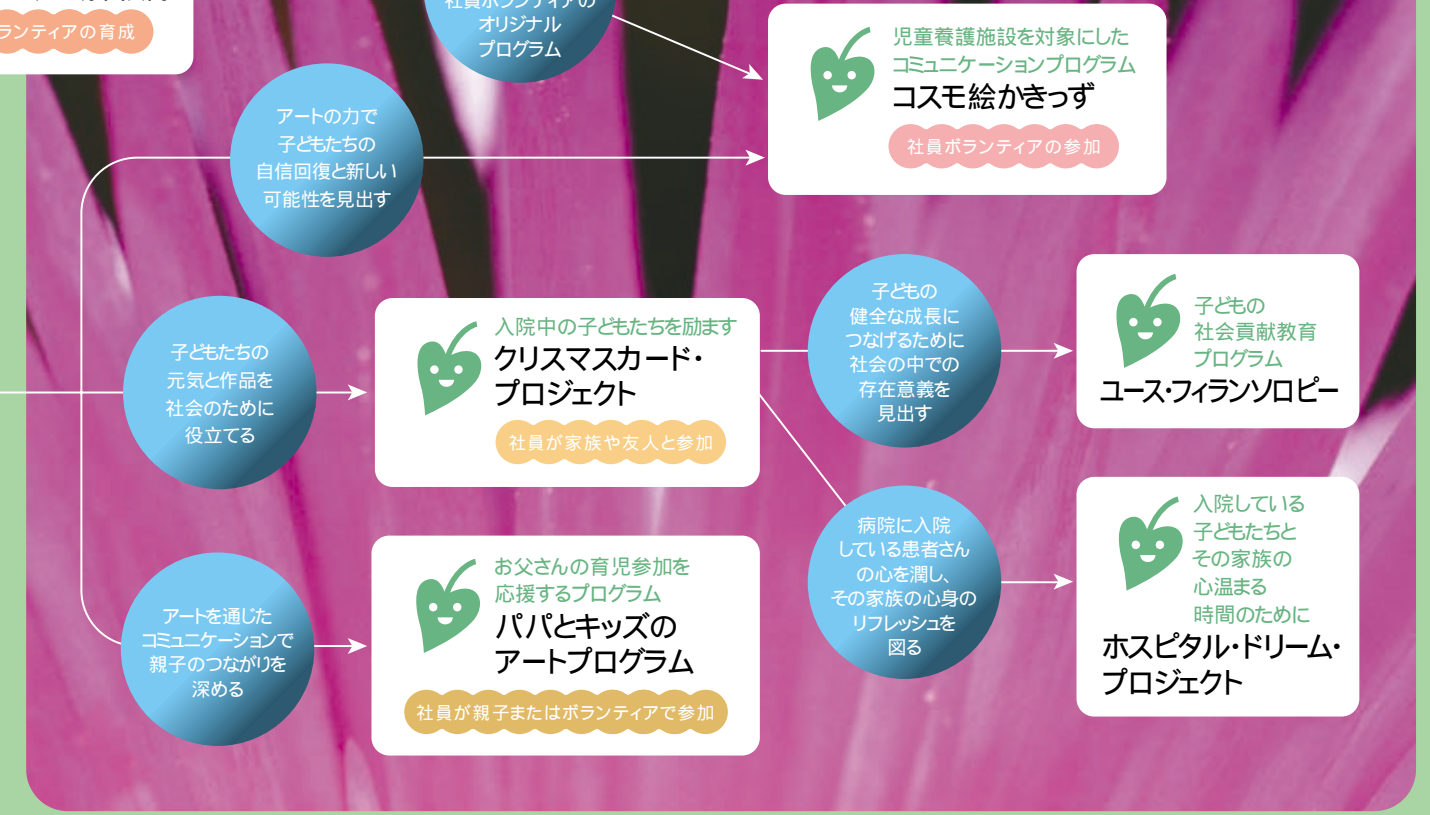 ランティアの育成
社員ボランティアの
オリジナル
プログラム
児童養護施設を対象にした
コミュニケーションプログラム
コスモ絵かきっず
社員ボランティアの参加
アートの力で
子どもたちの
自信回復と新しい
可能性を見出す
子どもたちの
元気と作品を
社会のために
役立てる
入院中の子どもたちを励ます
クリスマスカード・
プロジェクト
社員が家族や友人と参加
子どもの
健全な成長に
つなげるために
社会の中での
存在意義を
見出す
子どもの
社会貢献教育
プログラム
ユース・フィランソロピー
アートを通じた
コミュニケーションで
親子のつながりを
深める
お父さんの育児参加を
応援するプログラム
パパとキッズの
アートプログラム
社員が親子またはボランティアで参加
病院に入院
している患者さん
の心を潤し、
その家族の心身の
リフレッシュを
図る
入院している
子どもたちと
その家族の
心温まる
時間のために
ホスピタル・ドリーム・
プロジェクト